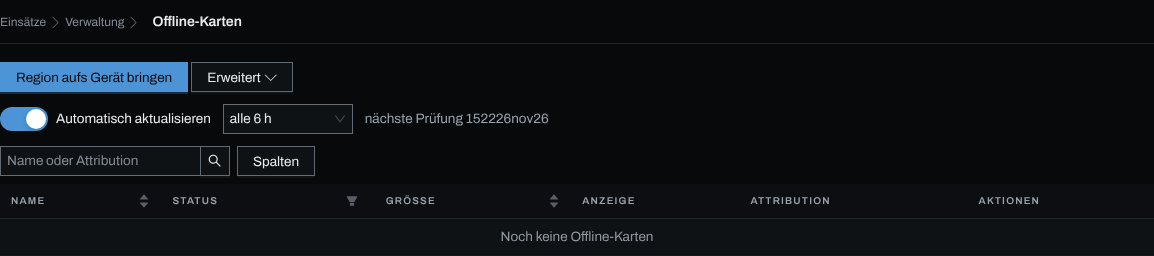 Einsätze > Verwaltung > Offline-Karten
Region aufs Gerät bringen Erweitert
Automatisch aktualisieren alle 6 h nächste Prüfung 152226nov26
Name oder Attribution Spalten
NAME STATUS GRÖSSE ANZEIGE ATTRIBUTION AKTIONEN
Noch keine Offline-Karten